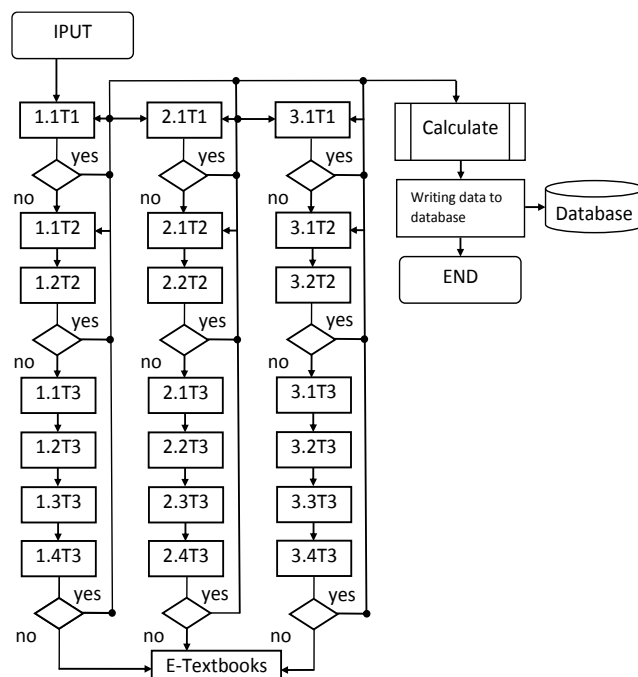 IPUT
1.1T1
yes
no
1.1T2
1.2T2
yes
no
1.1T3
1.2T3
1.3T3
1.4T3
yes
no
2.1T1
yes
no
2.1T2
2.2T2
yes
no
2.1T3
2.2T3
2.3T3
2.4T3
yes
no
3.1T1
yes
no
3.1T2
3.2T2
yes
no
3.1T3
3.2T3
3.3T3
3.4T3
yes
no
E-Textbooks
Calculate
Writing data to
database
Database
END